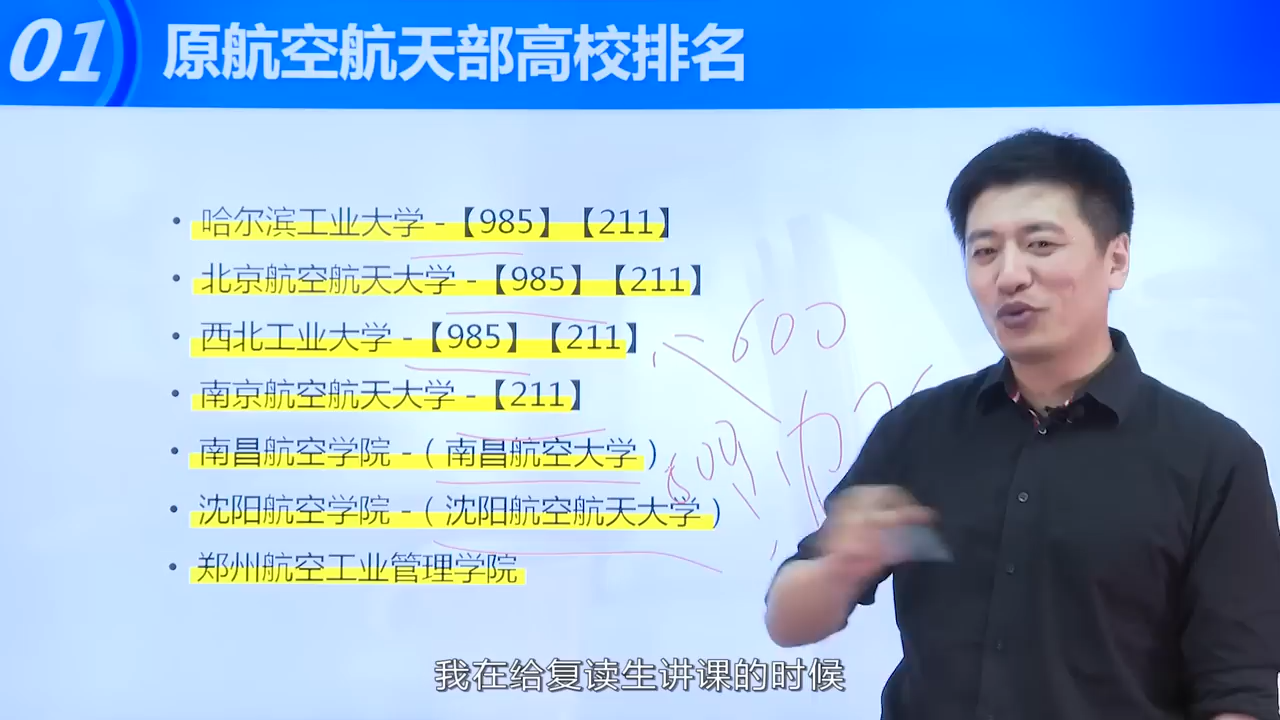 01 原航空航天部高校排名
• 哈尔滨工业大学 -【985】【211】
• 北京航空航天大学 -【985】【211】
• 西北工业大学 -【985】【211】
• 南京航空航天大学 -【211】
• 南昌航空学院 -（南昌航空大学）
• 沈阳航空学院 -（沈阳航空航天大学）
• 郑州航空工业管理学院
600
我在给复读生讲课的时候